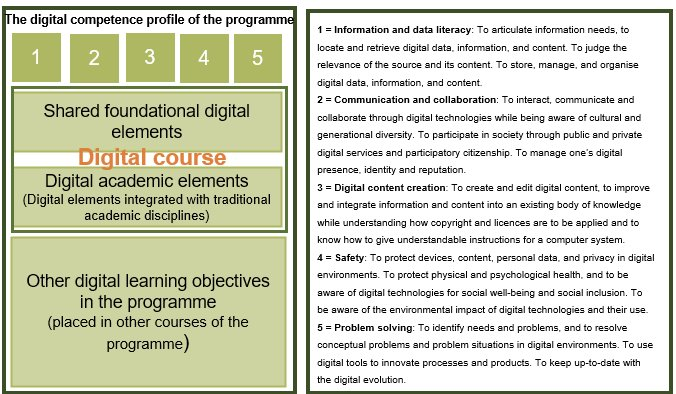 The digital competence profile of the programme
1 2 3 4 5
Shared foundational digital
elements
Digital course
Digital academic elements
(Digital elements integrated with traditional
academic disciplines)
Other digital learning objectives
in the programme
(placed in other courses of the
programme)
1 = Information and data literacy: To articulate information needs, to
locate and retrieve digital data, information, and content. To judge the
relevance of the source and its content. To store, manage, and organise
digital data, information, and content.
2 = Communication and collaboration: To interact, communicate and
collaborate through digital technologies while being aware of cultural and
generational diversity. To participate in society through public and private
digital services and participatory citizenship. To manage one's digital
presence, identity and reputation.
3 = Digital content creation: To create and edit digital content, to improve
and integrate information and content into an existing body of knowledge
while understanding how copyright and licences are to be applied and to
know how to give understandable instructions for a computer system.
4 = Safety: To protect devices, content, personal data, and privacy in digital
environments. To protect physical and psychological health, and to be
aware of digital technologies for social well-being and social inclusion. To
be aware of the environmental impact of digital technologies and their use.
5 = Problem solving: To identify needs and problems, and to resolve
conceptual problems and problem situations in digital environments. To use
digital tools to innovate processes and products. To keep up-to-date with
the digital evolution.